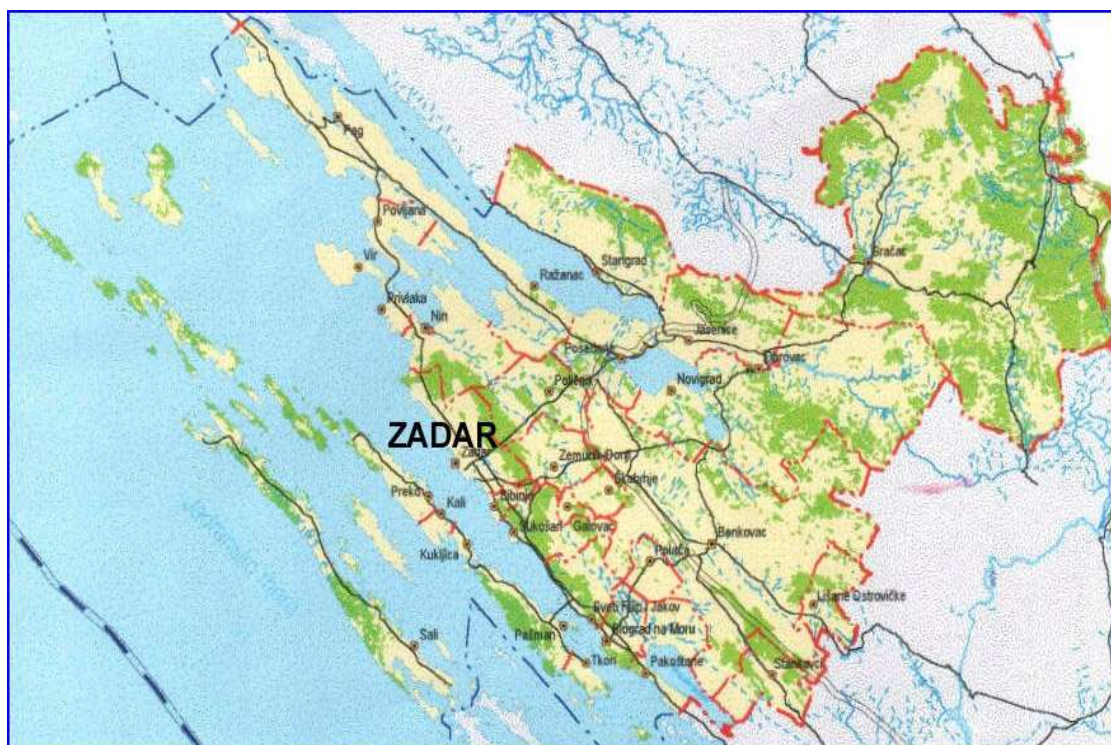 Pag
Povljana
Vir
Gračac
Starigrad
Ražanac
Privlaka
Nin
Jasenice
Posedarje
Obrovac
Poličnik
Novigrad
ZADAR
Zadar
Zemunik Donji
Škabrnje
Preko
Kali
Bibinje
Sukošan
Galovac
Kukljica
Benkovac
Polača
Lišane Ostrovičke
Sveti Filip i Jakov
Pašman
Biograd na Moru
Sali
Tkon
Pakoštane
Stankovci